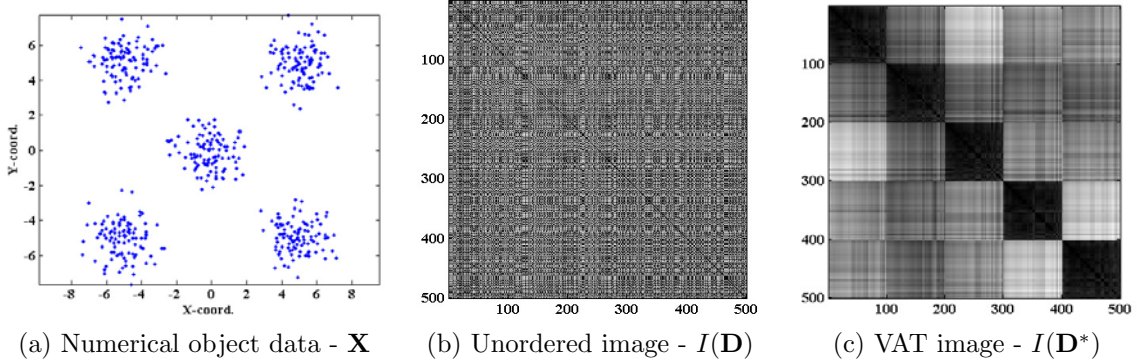 6
4
2
0
-2
-4
-6
Y-coord.
-8 -6 -4 -2 0 2 4 6 8
X-coord.
(a) Numerical object data - X
100
200
300
400
500
100 200 300 400 500
(b) Unordered image - I(D)
100
200
300
400
500
100 200 300 400 500
(c) VAT image - I(D*)